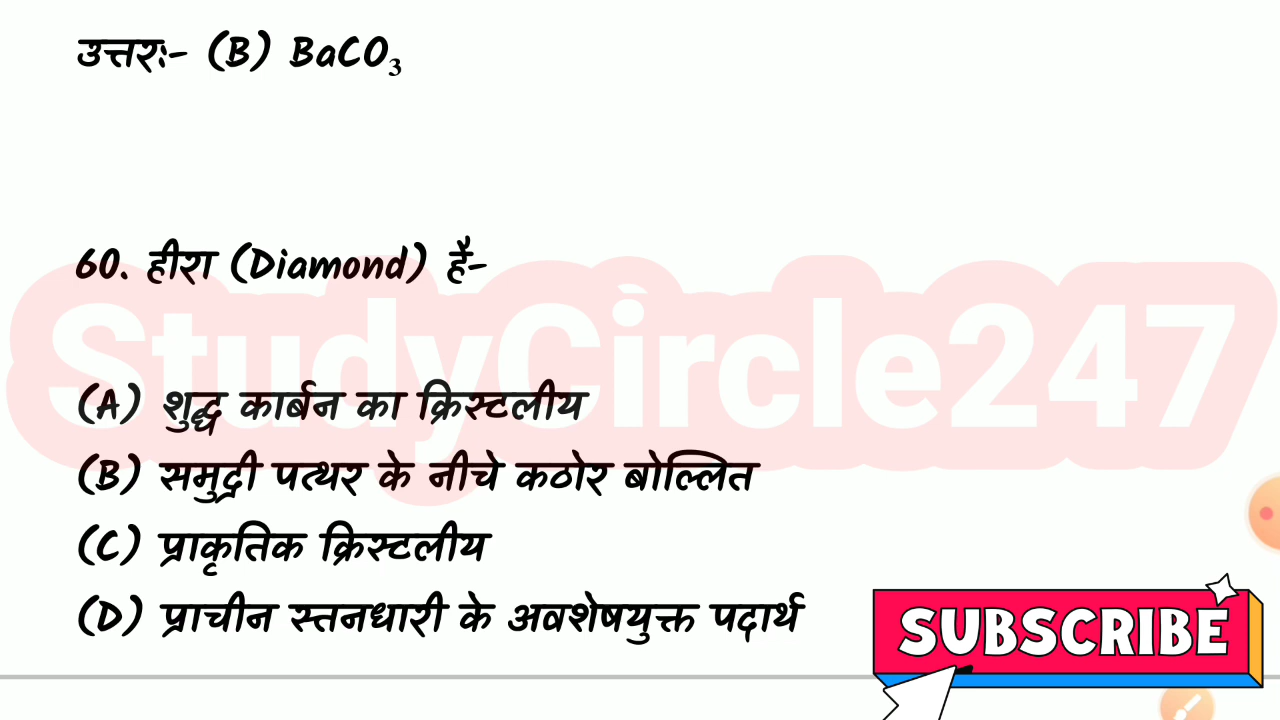 उत्तरः- (B) BaCO₃
60. हीरा (Diamond) है-
StudyCircle247
(A) शुद्ध कार्बन का क्रिस्टलीय
(B) समुद्री पत्थर के नीचे कठोर बोल्लित
(C) प्राकृतिक क्रिस्टलीय
(D) प्राचीन स्तनधारी के अवशेषयुक्त पदार्थ
SUBSCRIBE